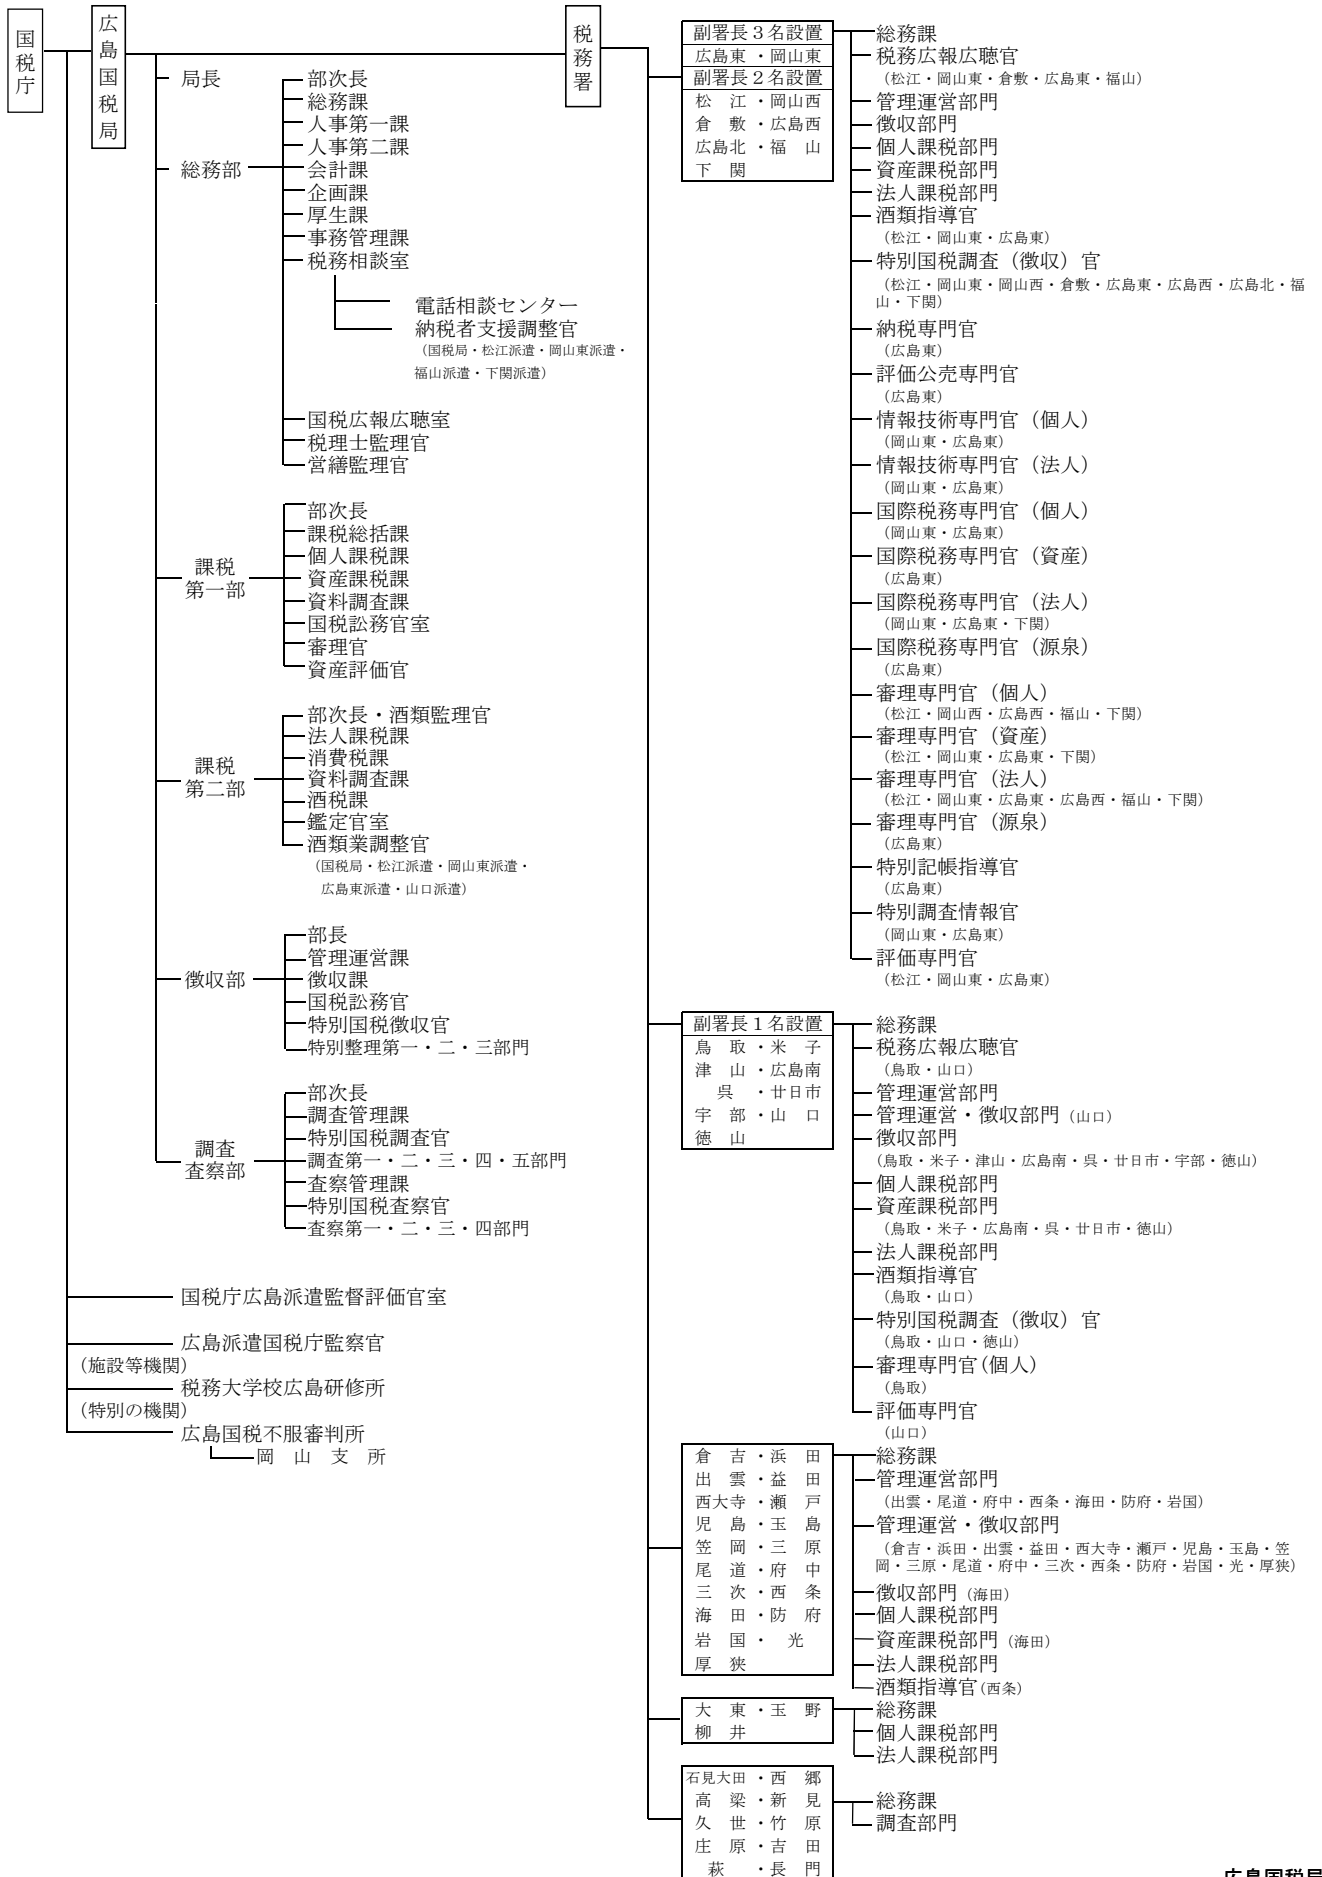 国税庁
広島国税局
局長
総務部
部次長
総務課
人事第一課
人事第二課
会計課
企画課
厚生課
事務管理課
税務相談室
電話相談センター
納税者支援調整官
（国税局・松江派遣・岡山東派遣・
福山派遣・下関派遣）
国税広報広聴室
税理士監理官
営繕監理官
課税
第一部
部次長
課税総括課
個人課税課
資産課税課
資料調査課
国税訟務官室
審理官
資産評価官
課税
第二部
部次長・酒類監理官
法人課税課
消費税課
資料調査課
酒税課
鑑定官室
酒類業調整官
（国税局・松江派遣・岡山東派遣・
広島東派遣・山口派遣）
徴収部
部長
管理運営課
徴収課
国税訟務官
特別国税徴収官
特別整理第一・二・三部門
調査
査察部
部次長
調査管理課
特別国税調査官
調査第一・二・三・四・五部門
査察管理課
特別国税査察官
査察第一・二・三・四部門
国税庁広島派遣監督評価官室
広島派遣国税庁監察官
（施設等機関）
税務大学校広島研修所
（特別の機関）
広島国税不服審判所
岡　山　支　所
税務署
副署長３名設置
広島東・岡山東
副署長２名設置
松　江・岡山西
倉　敷・広島西
広島北・福　山
下　関
総務課
税務広報広聴官
（松江・岡山東・倉敷・広島東・福山）
管理運営部門
徴収部門
個人課税部門
資産課税部門
法人課税部門
酒類指導官
（松江・岡山東・広島東）
特別国税調査（徴収）官
（松江・岡山東・岡山西・倉敷・広島東・広島西・広島北・福
山・下関）
納税専門官
（広島東）
評価公売専門官
（広島東）
情報技術専門官（個人）
（岡山東・広島東）
情報技術専門官（法人）
（岡山東・広島東）
国際税務専門官（個人）
（岡山東・広島東）
国際税務専門官（資産）
（広島東）
国際税務専門官（法人）
（岡山東・広島東・下関）
国際税務専門官（源泉）
（広島東）
審理専門官（個人）
（松江・岡山西・広島西・福山・下関）
審理専門官（資産）
（松江・岡山東・広島東・下関）
審理専門官（法人）
（松江・岡山東・広島東・広島西・福山・下関）
審理専門官（源泉）
（広島東）
特別記帳指導官
（広島東）
特別調査情報官
（岡山東・広島東）
評価専門官
（松江・岡山東・広島東）
副署長１名設置
鳥　取・米　子
津　山・広島南
呉　・廿日市
宇　部・山　口
徳　山
総務課
税務広報広聴官
（鳥取・山口）
管理運営部門
管理運営・徴収部門（山口）
徴収部門
（鳥取・米子・津山・広島南・呉・廿日市・宇部・徳山）
個人課税部門
資産課税部門
（鳥取・米子・広島南・呉・廿日市・徳山）
法人課税部門
酒類指導官
（鳥取・山口）
特別国税調査（徴収）官
（鳥取・山口・徳山）
審理専門官(個人）
（鳥取）
評価専門官
（山口）
倉　吉・浜　田
出　雲・益　田
西大寺・瀬　戸
児　島・玉　島
笠　岡・三　原
尾　道・府　中
三　次・西　条
海　田・防　府
岩　国・　光
厚　狭
総務課
管理運営部門
（出雲・尾道・府中・西条・海田・防府・岩国）
管理運営・徴収部門
（倉吉・浜田・出雲・益田・西大寺・瀬戸・児島・玉島・笠
岡・三原・尾道・府中・三次・西条・防府・岩国・光・厚狭）
徴収部門（海田）
個人課税部門
資産課税部門（海田）
法人課税部門
酒類指導官(西条）
大　東・玉　野
柳　井
総務課
個人課税部門
法人課税部門
石見大田・西　郷
高　梁・新　見
久　世・竹　原
庄　原・吉　田
萩　・長　門
総務課
調査部門
広島国税局